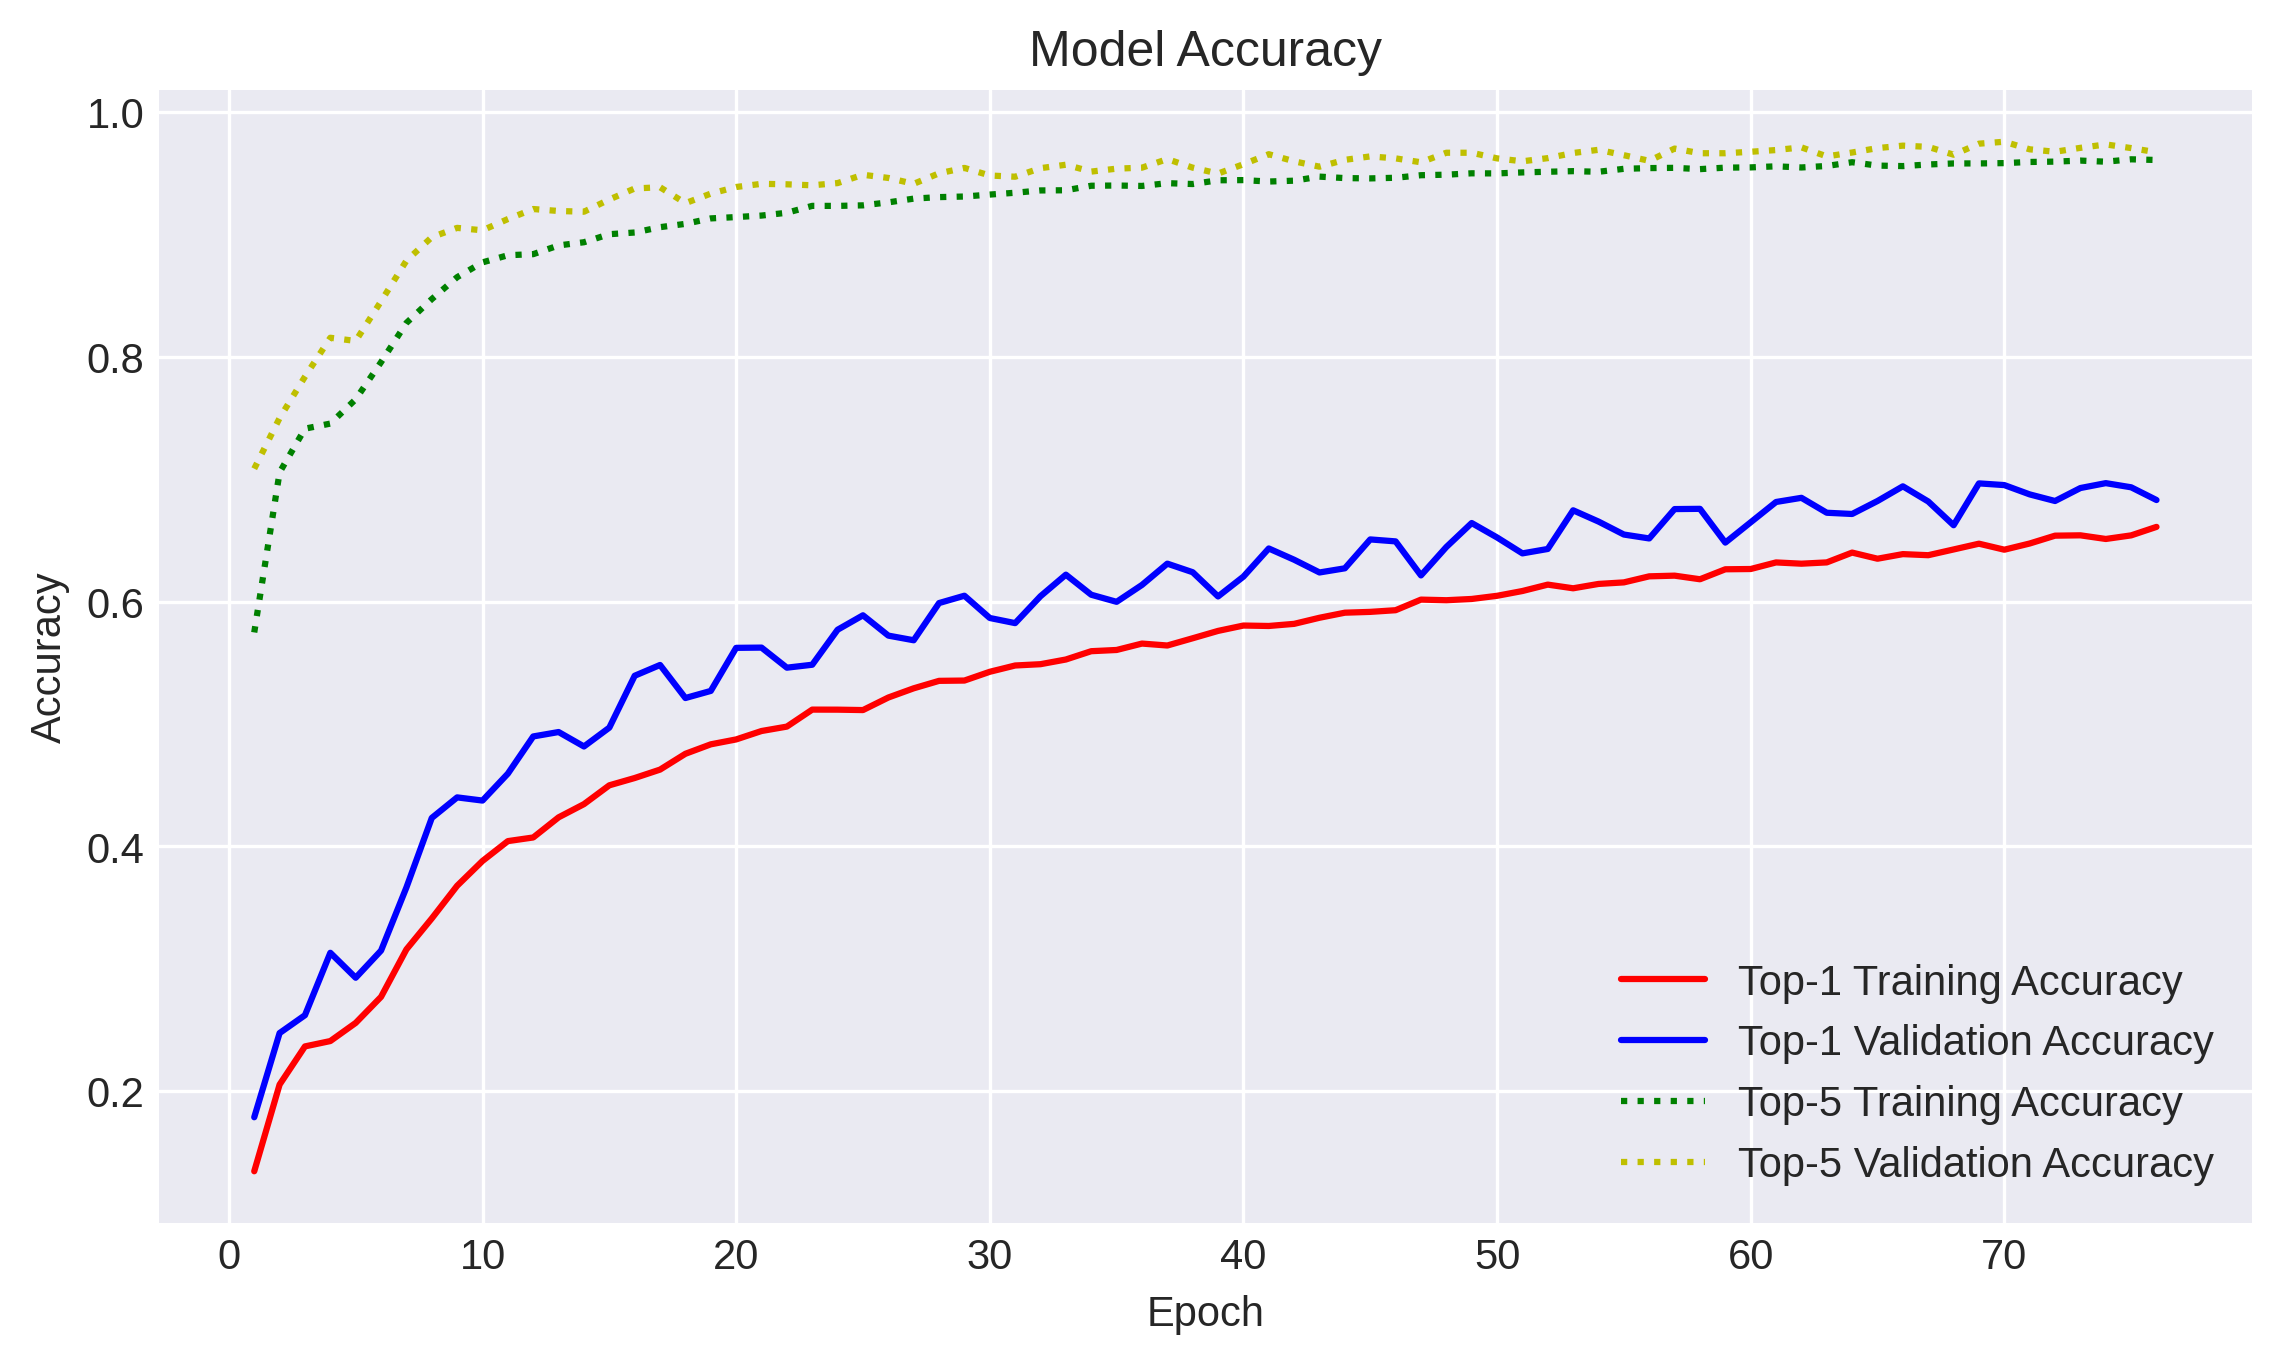 Model Accuracy
1.0
0.8
0.6
0.4
0.2
Accuracy
Top-1 Training Accuracy
Top-1 Validation Accuracy
Top-5 Training Accuracy
Top-5 Validation Accuracy
0 10 20 30 40 50 60 70
Epoch